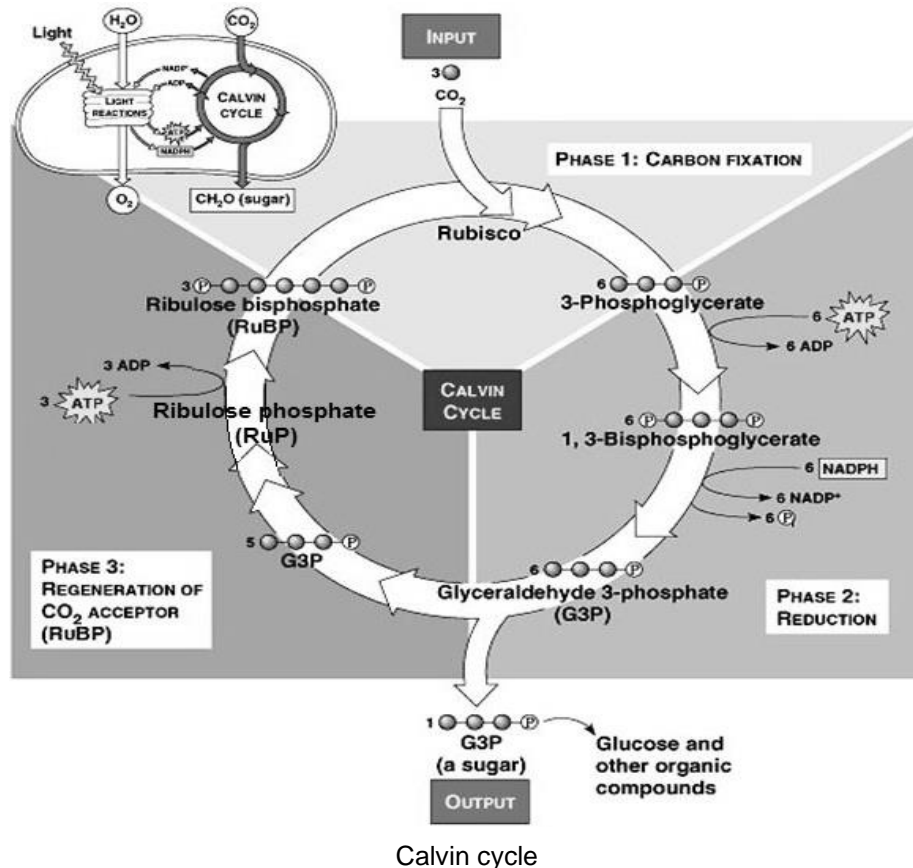 Light
H₂O
CO₂
NADP⁺
ADP
LIGHT
REACTIONS
CALVIN
CYCLE
ATP
NADPH
O₂
CH₂O (sugar)
INPUT
3
CO₂
PHASE 1: CARBON FIXATION
Rubisco
3 P P
Ribulose bisphosphate
(RuBP)
6 P
3-Phosphoglycerate
6 ATP
6 ADP
3 ADP
3 ATP
Ribulose phosphate
(RuP)
CALVIN
CYCLE
6 P P
1, 3-Bisphosphoglycerate
6 NADPH
6 NADP⁺
6 Pᵢ
5 P
G3P
6 P
Glyceraldehyde 3-phosphate
(G3P)
PHASE 3:
REGENERATION OF
CO₂ ACCEPTOR
(RUBP)
PHASE 2:
REDUCTION
1 P
G3P
(a sugar)
Glucose and
other organic
compounds
OUTPUT
Calvin cycle